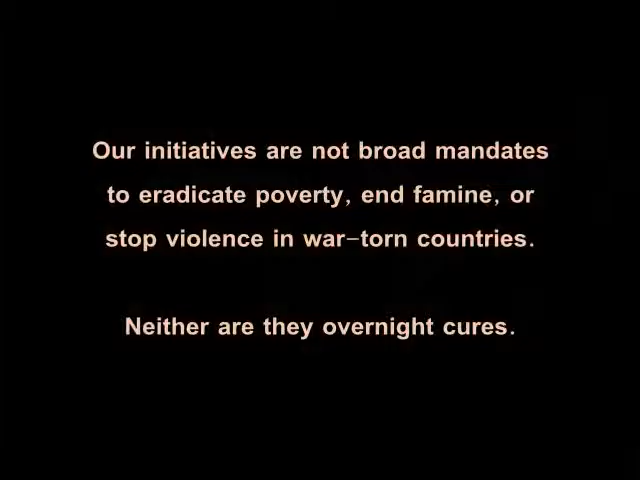 Our initiatives are not broad mandates
to eradicate poverty, end famine, or
stop violence in war-torn countries.
Neither are they overnight cures.